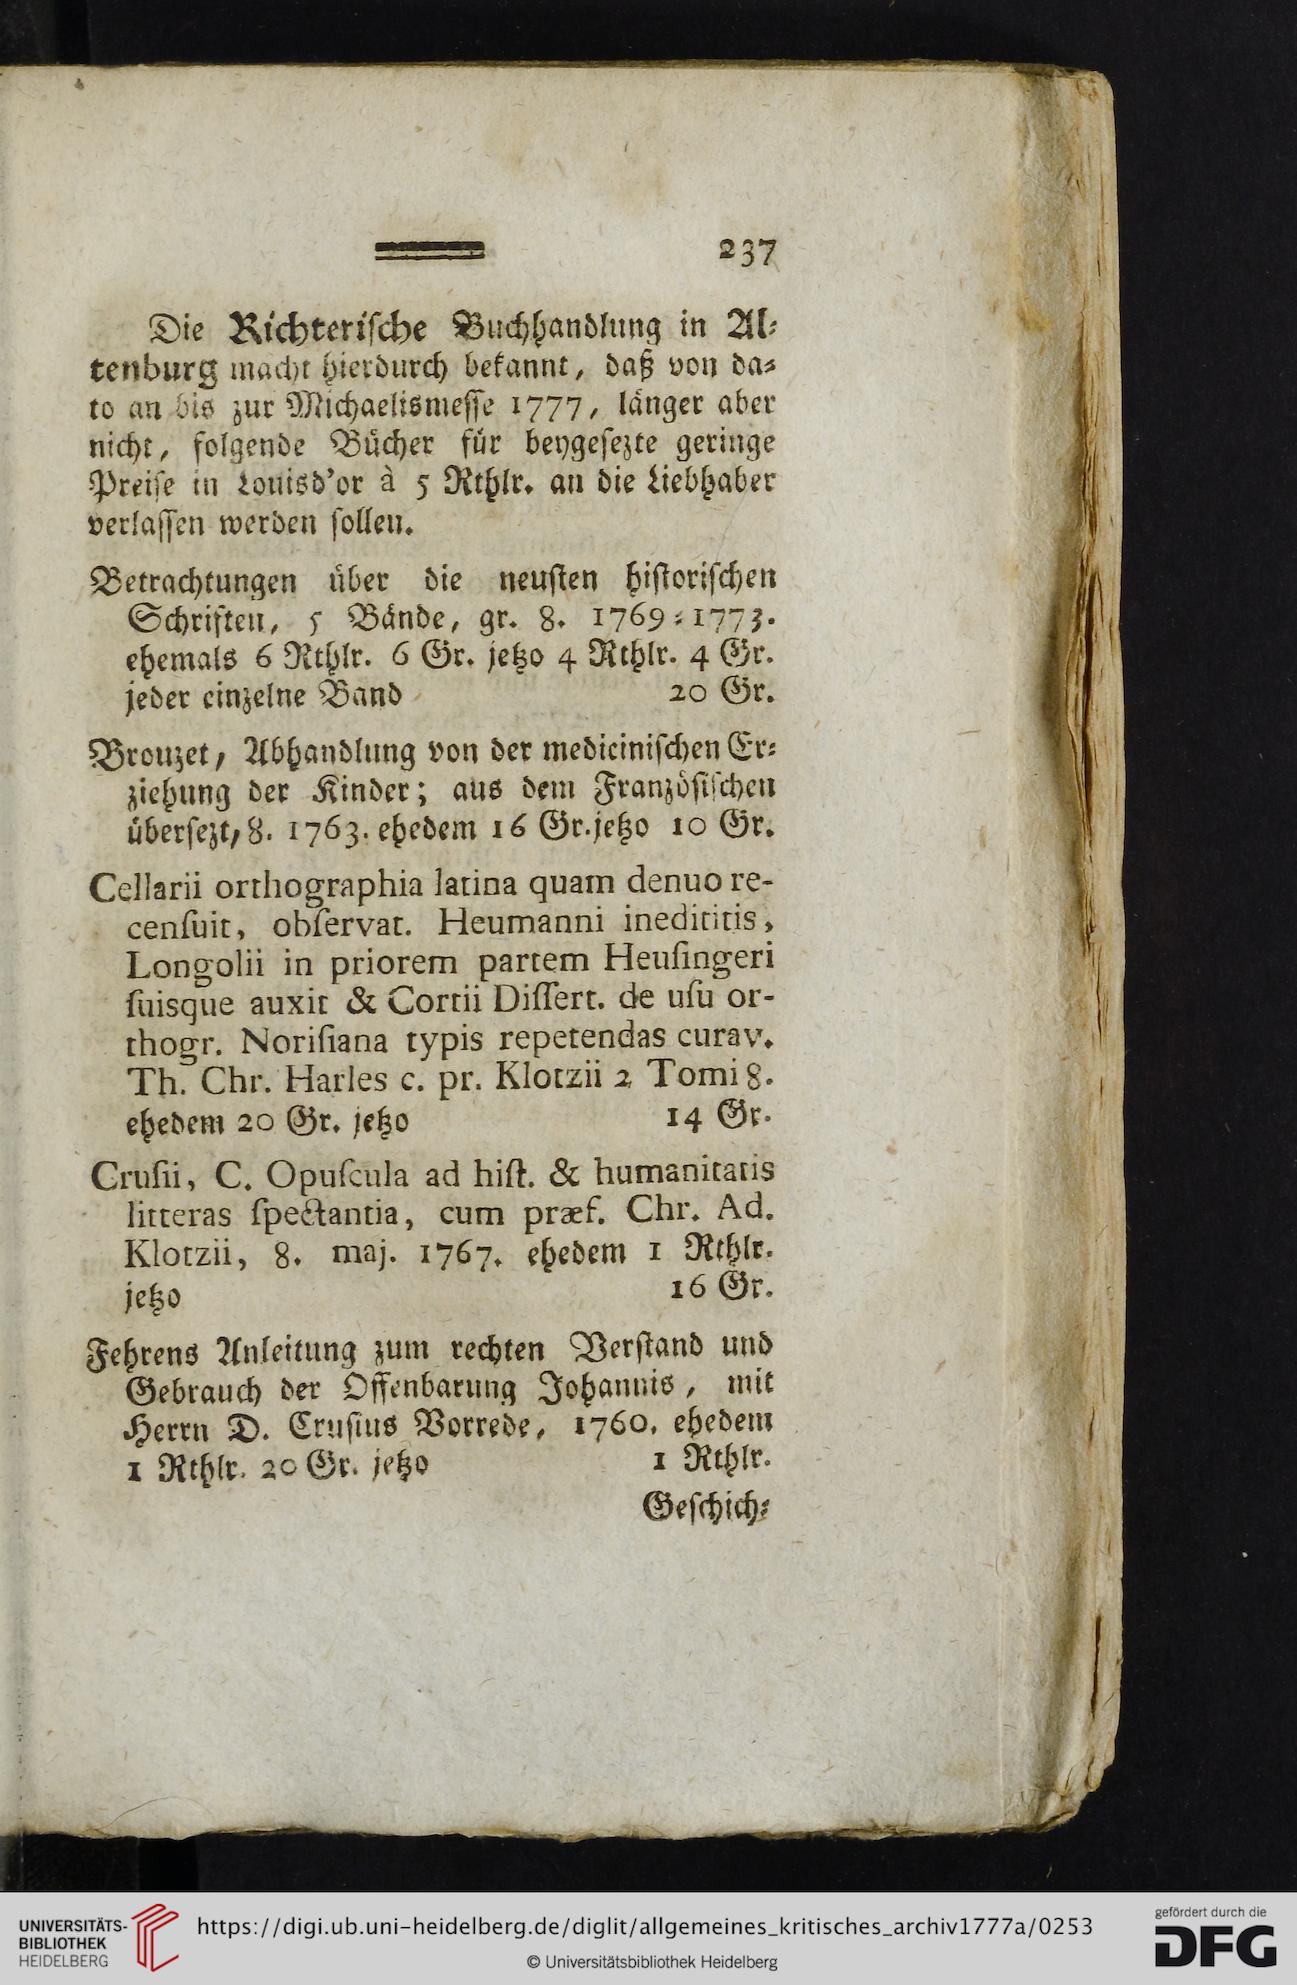 237
Die Richterische Buchhandlung in Al⸗
tenburg macht hierdurch bekannt, daß von da⸗
to an bis zur Michaelismesse 1777, länger aber
nicht, folgende Bücher für beygesezte geringe
Preise in Louisd'or à 5 Rthlr. an die Liebhaber
verlassen werden sollen.
Betrachtungen über die neusten historischen
Schriften, 5 Bände, gr. 8. 1769⸗1773.
ehemals 6 Rthlr. 6 Gr. jetzo 4 Rthlr. 4 Gr.
jeder einzelne Band 20 Gr.
Brouzet, Abhandlung von der medicinischen Er⸗
ziehung der Kinder; aus dem Französischen
übersezt, 8. 1763. ehedem 16 Gr. jetzo 10 Gr.
Cellarii orthographia latina quam denuo re-
cenſuit, obſervat. Heumanni inedititis,
Longolii in priorem partem Heuſingeri
ſuisque auxit & Cortii Diſſert. de uſu or-
thogr. Noriſiana typis repetendas curav.
Th. Chr. Harles c. pr. Klotzii 2 Tomi 8.
ehedem 20 Gr. jetzo 14 Gr.
Cruſii, C. Opuſcula ad hiſt. & humanitatis
litteras ſpectantia, cum præf. Chr. Ad.
Klotzii, 8. maj. 1767. ehedem 1 Rthlr.
jetzo 16 Gr.
Fehrens Anleitung zum rechten Verstand und
Gebrauch der Offenbarung Johannis, mit
Herrn D. Crusius Vorrede, 1760. ehedem
1 Rthlr. 20 Gr. jetzo 1 Rthlr.
Geschich⸗
UNIVERSITÄTS-
BIBLIOTHEK
HEIDELBERG
https://digi.ub.uni-heidelberg.de/diglit/allgemeines_kritisches_archiv1777a/0253
© Universitätsbibliothek Heidelberg
gefördert durch die
DFG